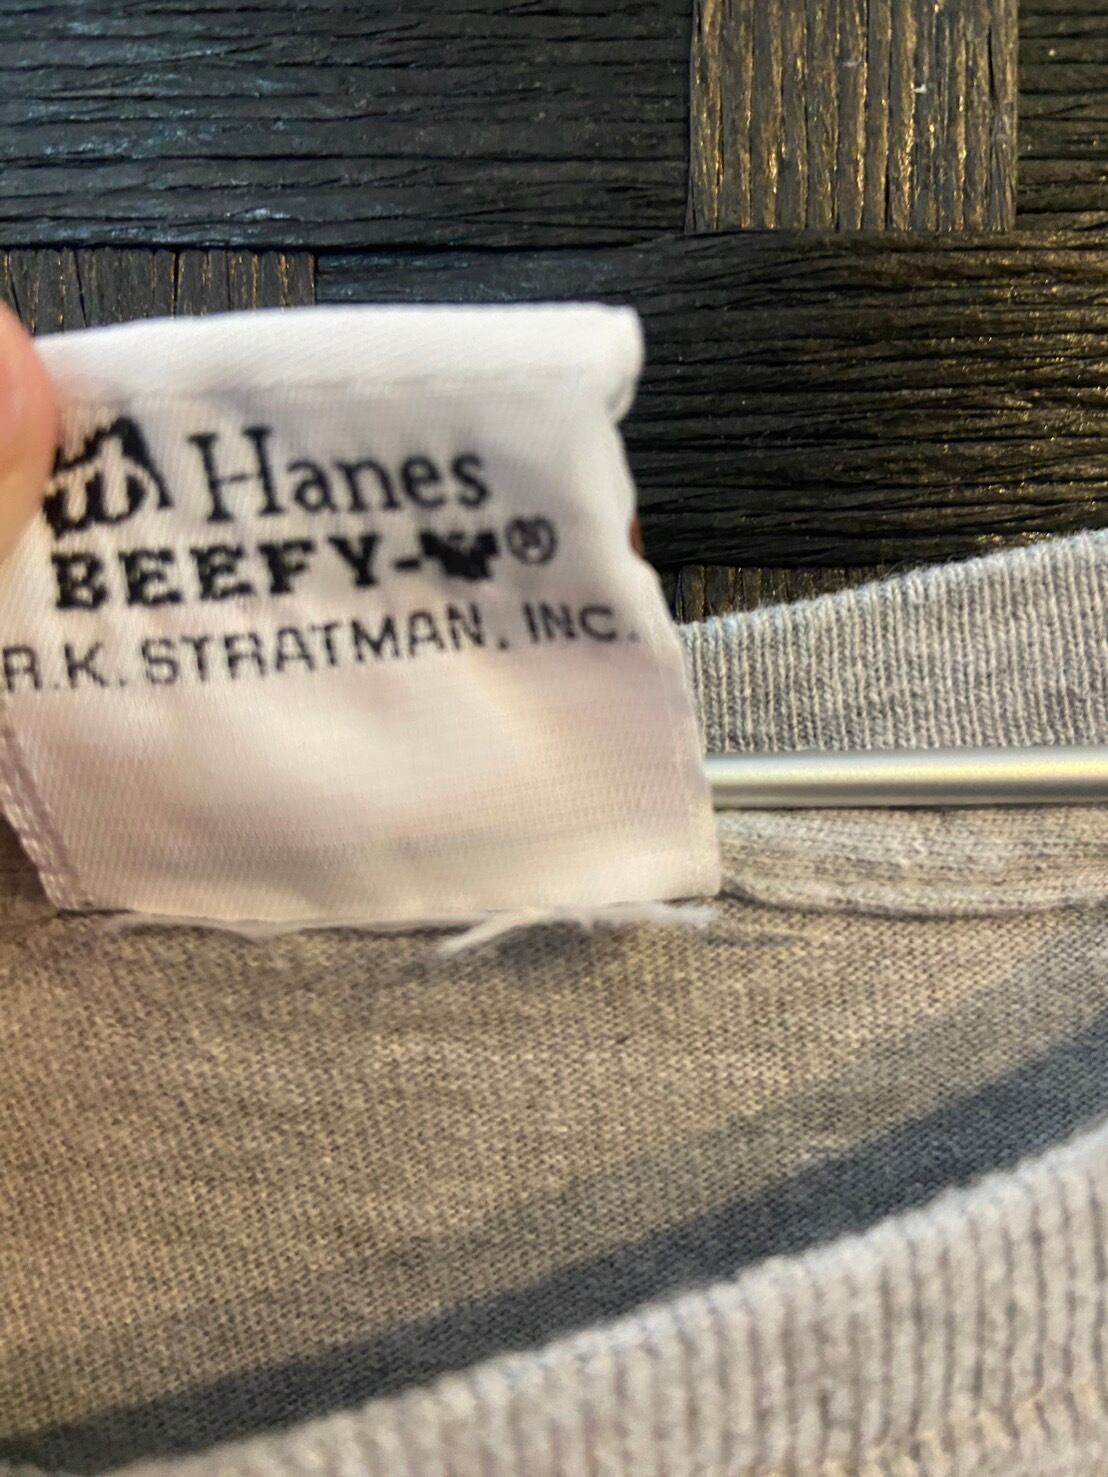 Hanes
BEEFY-T®
R.K. STRATMAN, INC.